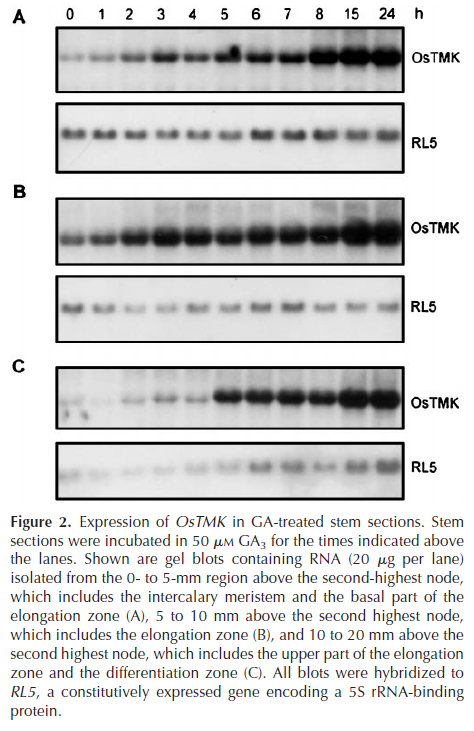 A
0 1 2 3 4 5 6 7 8 15 24 h
OsTMK
RL5
B
OsTMK
RL5
C
OsTMK
RL5
Figure 2. Expression of OsTMK in GA-treated stem sections. Stem
sections were incubated in 50 μM GA3 for the times indicated above
the lanes. Shown are gel blots containing RNA (20 μg per lane)
isolated from the 0- to 5-mm region above the second-highest node,
which includes the intercalary meristem and the basal part of the
elongation zone (A), 5 to 10 mm above the second highest node,
which includes the elongation zone (B), and 10 to 20 mm above the
second highest node, which includes the upper part of the elongation
zone and the differentiation zone (C). All blots were hybridized to
RL5, a constitutively expressed gene encoding a 5S rRNA-binding
protein.